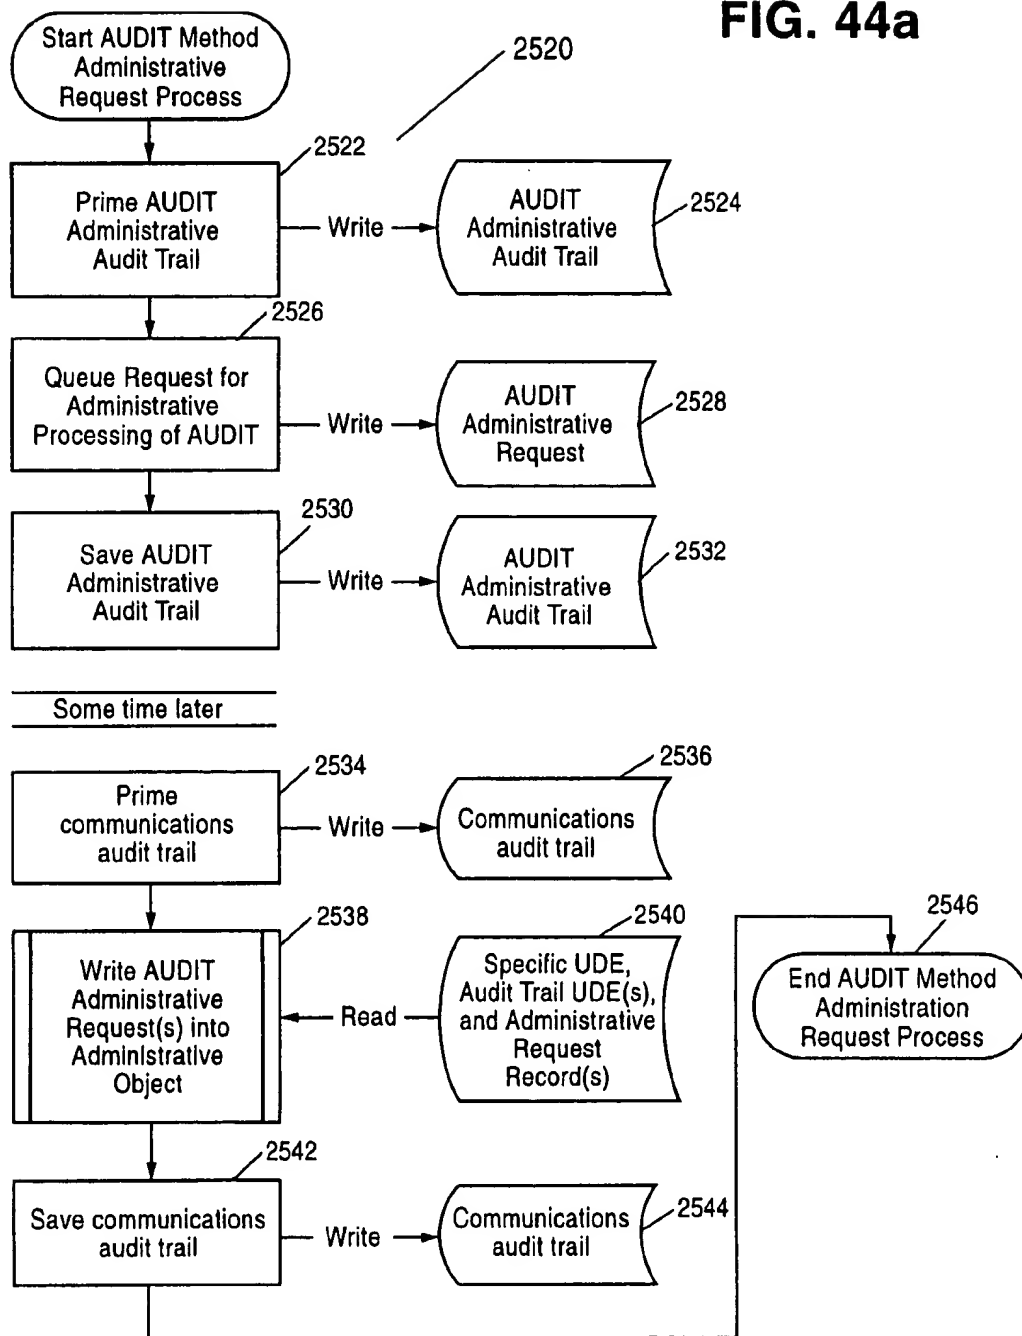 FIG. 44a
Start AUDIT Method
Administrative
Request Process
2520
2522
Prime AUDIT
Administrative
Audit Trail
Write
AUDIT
Administrative
Audit Trail
2524
2526
Queue Request for
Administrative
Processing of AUDIT
Write
AUDIT
Administrative
Request
2528
2530
Save AUDIT
Administrative
Audit Trail
Write
AUDIT
Administrative
Audit Trail
2532
Some time later
2534
Prime
communications
audit trail
Write
Communications
audit trail
2536
2538
Write AUDIT
Administrative
Request(s) into
Administrative
Object
Read
2540
Specific UDE,
Audit Trail UDE(s),
and Administrative
Request
Record(s)
2542
Save communications
audit trail
Write
Communications
audit trail
2544
2546
End AUDIT Method
Administration
Request Process